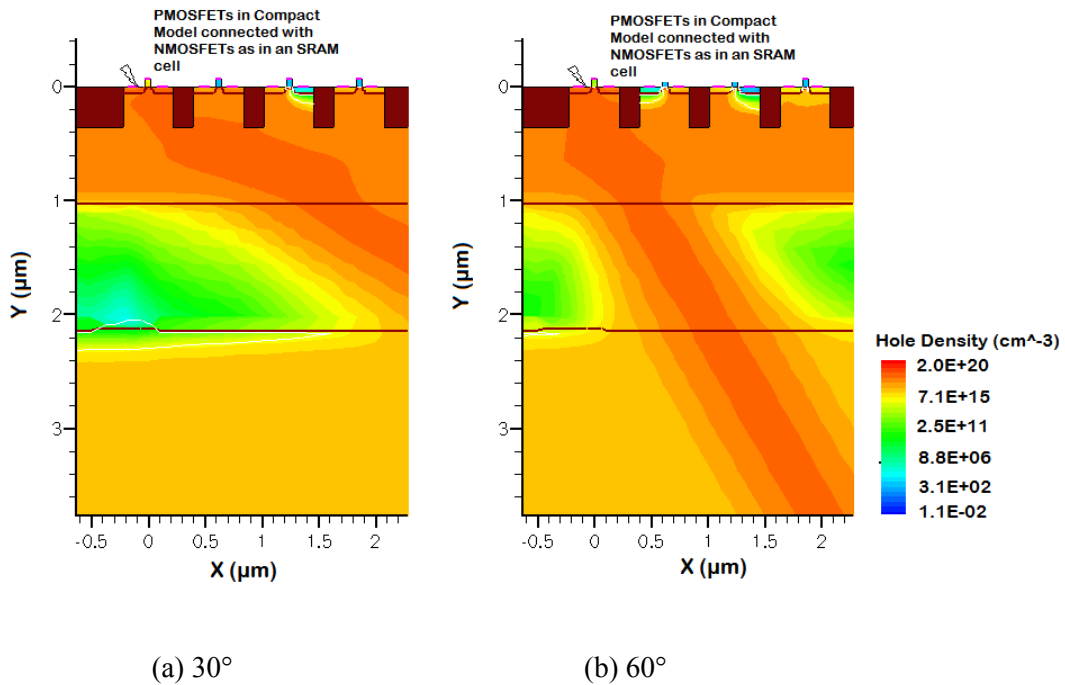 PMOSFETs in Compact
Model connected with
NMOSFETs as in an SRAM
cell
0
1
2
3
Y (µm)
-0.5
0
0.5
1
1.5
2
X (µm)
PMOSFETs in Compact
Model connected with
NMOSFETs as in an SRAM
cell
0
1
2
3
Y (µm)
-0.5
0
0.5
1
1.5
2
X (µm)
Hole Density (cm^-3)
2.0E+20
7.1E+15
2.5E+11
8.8E+06
3.1E+02
1.1E-02
(a) 30°
(b) 60°